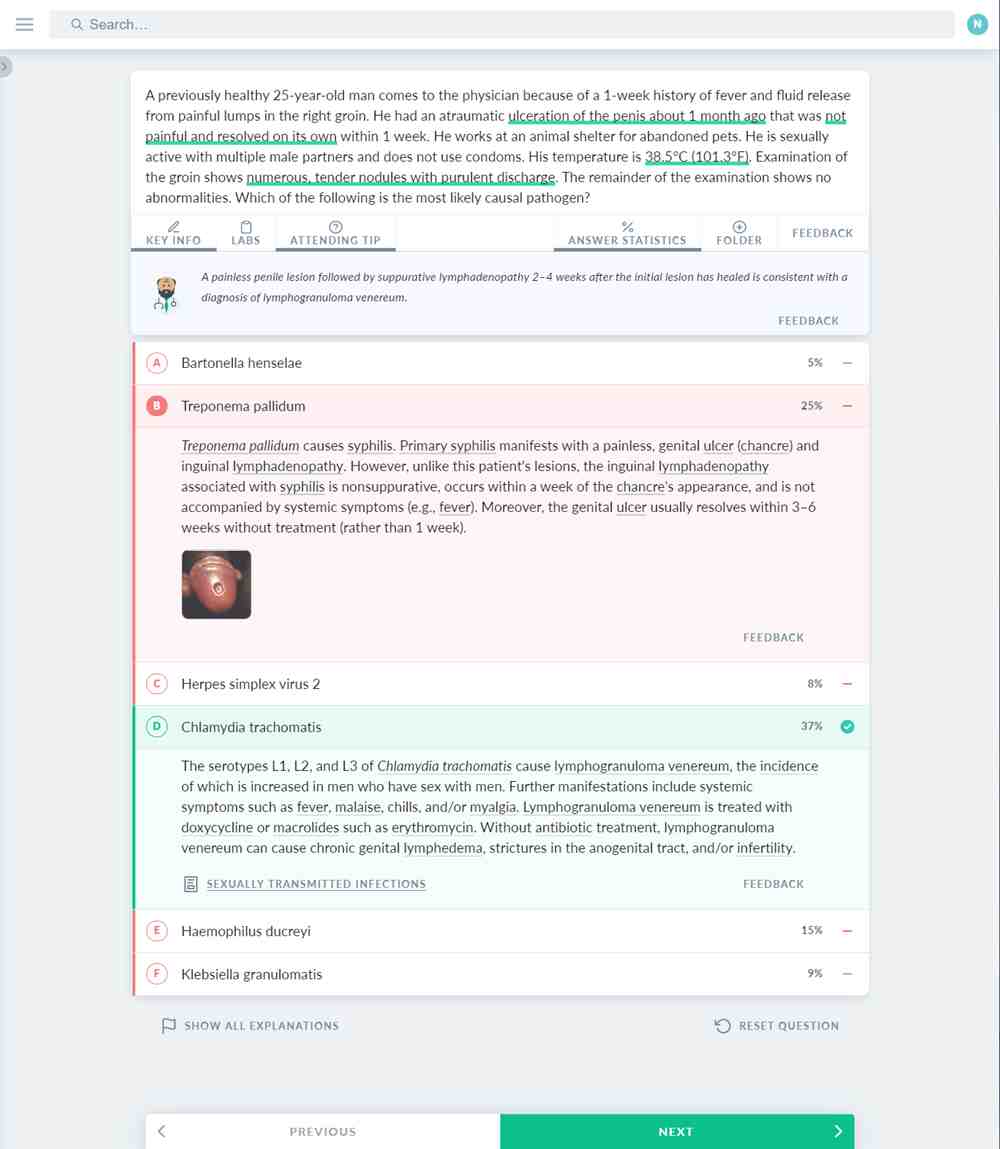 Search...
N
A previously healthy 25-year-old man comes to the physician because of a 1-week history of fever and fluid release
from painful lumps in the right groin. He had an atraumatic ulceration of the penis about 1 month ago that was not
painful and resolved on its own within 1 week. He works at an animal shelter for abandoned pets. He is sexually
active with multiple male partners and does not use condoms. His temperature is 38.5°C (101.3°F). Examination of
the groin shows numerous, tender nodules with purulent discharge. The remainder of the examination shows no
abnormalities. Which of the following is the most likely causal pathogen?
KEY INFO LABS ATTENDING TIP ANSWER STATISTICS FOLDER FEEDBACK
A painless penile lesion followed by suppurative lymphadenopathy 2–4 weeks after the initial lesion has healed is consistent with a
diagnosis of lymphogranuloma venereum.
FEEDBACK
A Bartonella henselae 5%
B Treponema pallidum 25%
Treponema pallidum causes syphilis. Primary syphilis manifests with a painless, genital ulcer (chancre) and
inguinal lymphadenopathy. However, unlike this patient's lesions, the inguinal lymphadenopathy
associated with syphilis is nonsuppurative, occurs within a week of the chancre's appearance, and is not
accompanied by systemic symptoms (e.g., fever). Moreover, the genital ulcer usually resolves within 3–6
weeks without treatment (rather than 1 week).
FEEDBACK
C Herpes simplex virus 2 8%
D Chlamydia trachomatis 37%
The serotypes L1, L2, and L3 of Chlamydia trachomatis cause lymphogranuloma venereum, the incidence
of which is increased in men who have sex with men. Further manifestations include systemic
symptoms such as fever, malaise, chills, and/or myalgia. Lymphogranuloma venereum is treated with
doxycycline or macrolides such as erythromycin. Without antibiotic treatment, lymphogranuloma
venereum can cause chronic genital lymphedema, strictures in the anogenital tract, and/or infertility.
SEXUALLY TRANSMITTED INFECTIONS FEEDBACK
E Haemophilus ducreyi 15%
F Klebsiella granulomatis 9%
SHOW ALL EXPLANATIONS RESET QUESTION
PREVIOUS NEXT